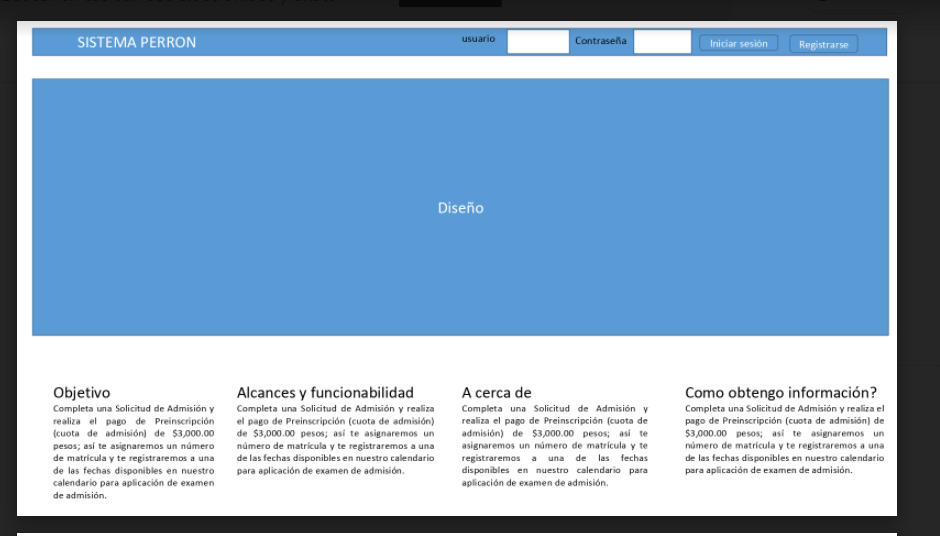 SISTEMA PERRON
usuario
Contraseña
Iniciar sesión
Registrarse
Diseño
Objetivo
Completa una Solicitud de Admisión y
realiza el pago de Preinscripción
(cuota de admisión) de $3,000.00
pesos; así te asignaremos un número
de matrícula y te registraremos a una
de las fechas disponibles en nuestro
calendario para aplicación de examen
de admisión.
Alcances y funcionabilidad
Completa una Solicitud de Admisión y realiza
el pago de Preinscripción (cuota de admisión)
de $3,000.00 pesos; así te asignaremos un
número de matrícula y te registraremos a una
de las fechas disponibles en nuestro calendario
para aplicación de examen de admisión.
A cerca de
Completa una Solicitud de Admisión y
realiza el pago de Preinscripción (cuota de
admisión) de $3,000.00 pesos; así te
asignaremos un número de matrícula y te
registraremos a una de las fechas
disponibles en nuestro calendario para
aplicación de examen de admisión.
Como obtengo información?
Completa una Solicitud de Admisión y realiza el
pago de Preinscripción (cuota de admisión) de
$3,000.00 pesos; así te asignaremos un
número de matrícula y te registraremos a una
de las fechas disponibles en nuestro calendario
para aplicación de examen de admisión.